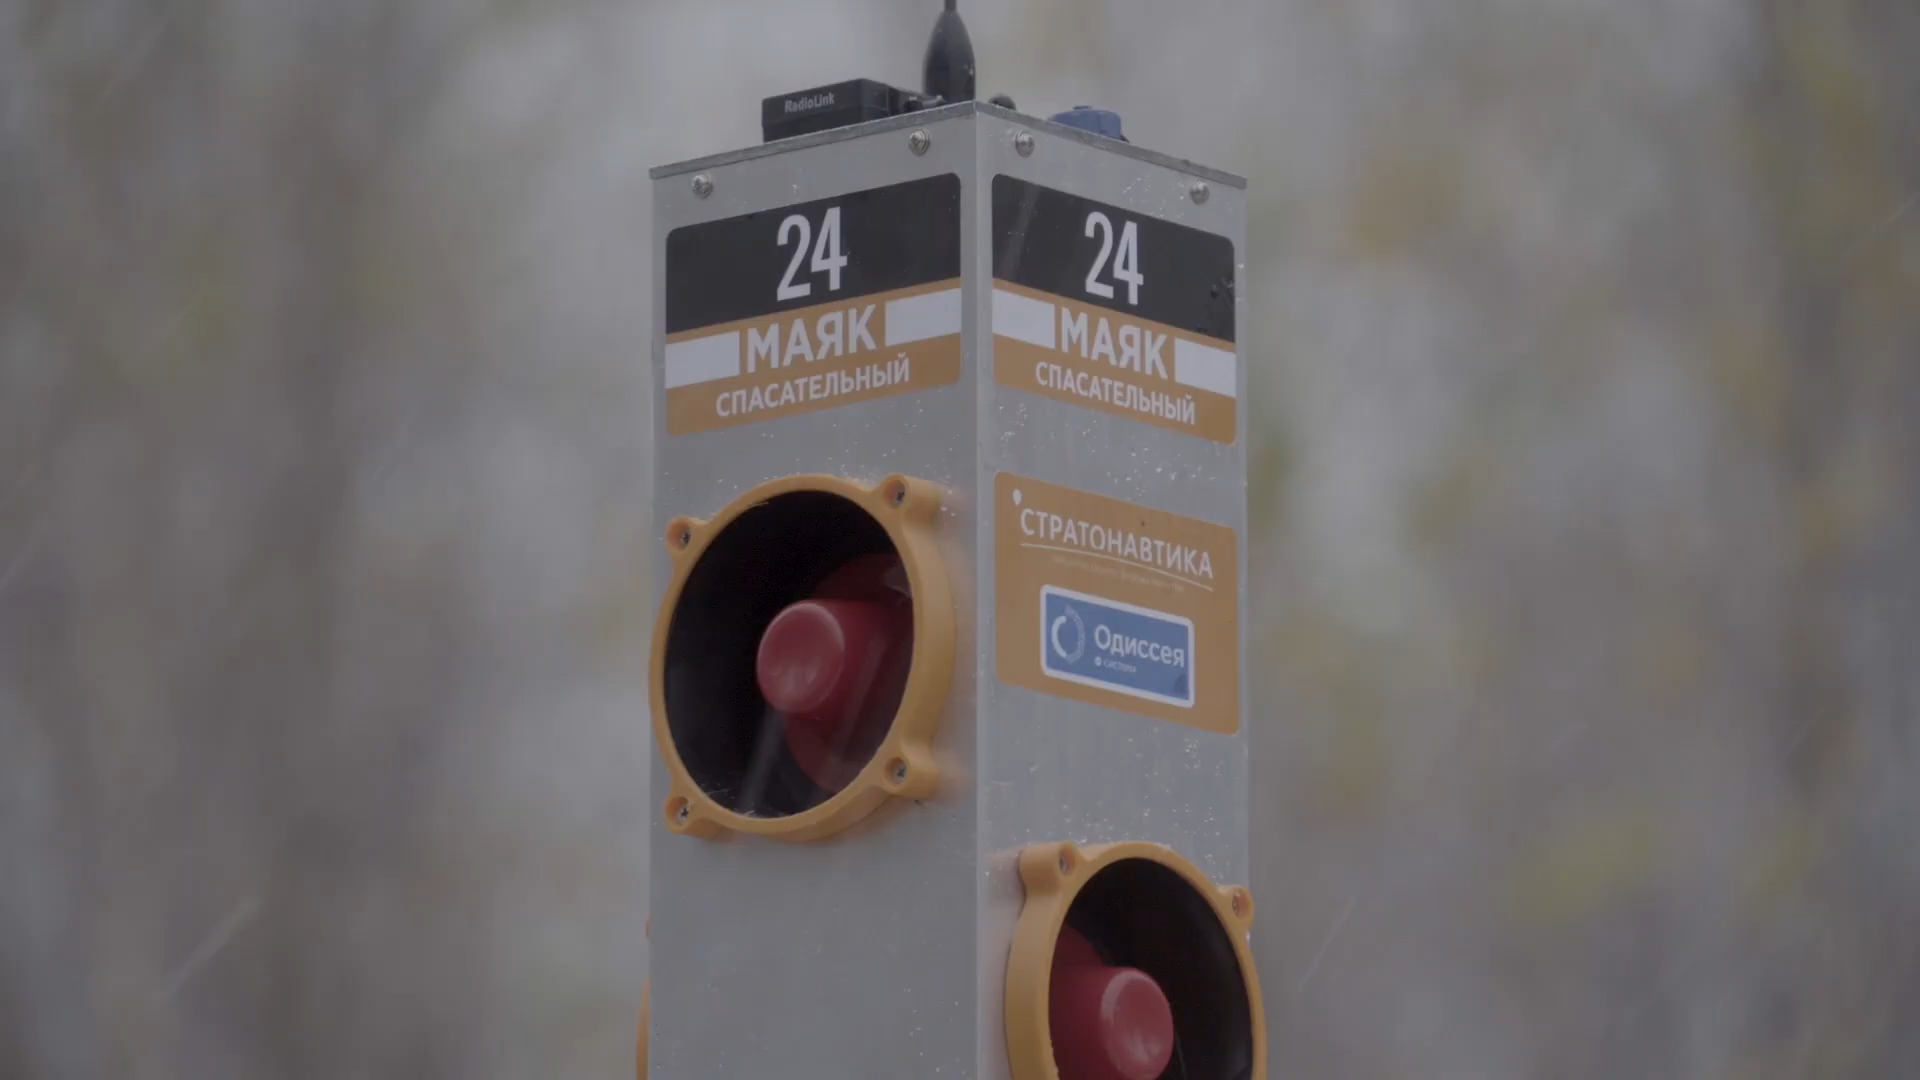 RadioLink
24
МАЯК
СПАСАТЕЛЬНЫЙ
24
МАЯК
СПАСАТЕЛЬНЫЙ
СТРАТОНАВТИКА
Одиссея